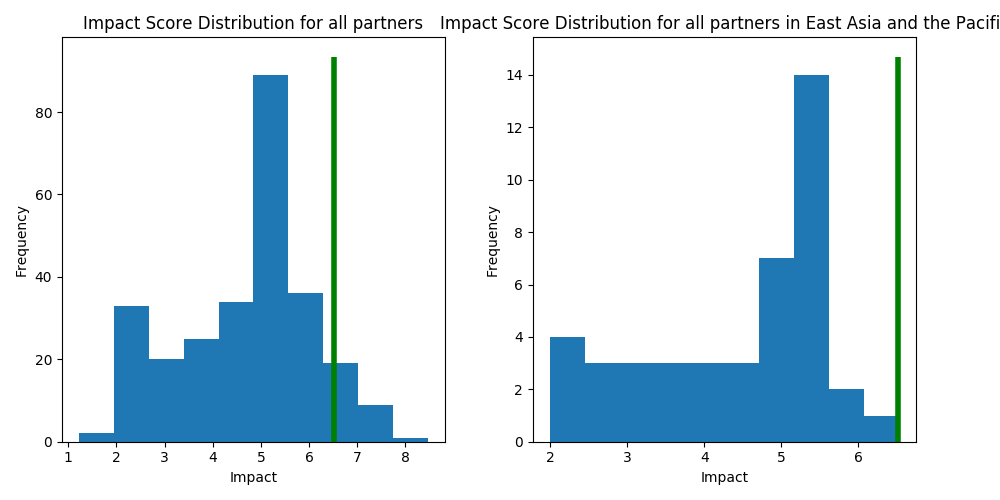 Impact Score Distribution for all partners
Frequency
80
60
40
20
0
1 2 3 4 5 6 7 8
Impact
Impact Score Distribution for all partners in East Asia and the Pacifi
Frequency
14
12
10
8
6
4
2
0
2 3 4 5 6
Impact